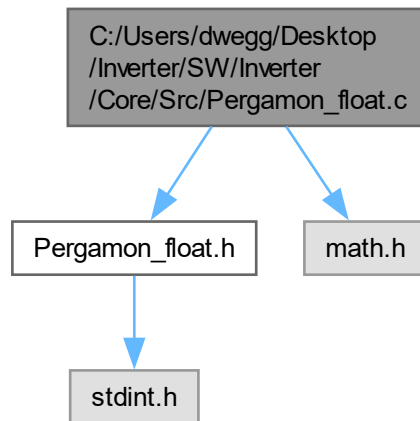 C:/Users/dwegg/Desktop
/Inverter/SW/Inverter
/Core/Src/Pergamon_float.c
Pergamon_float.h
math.h
stdint.h